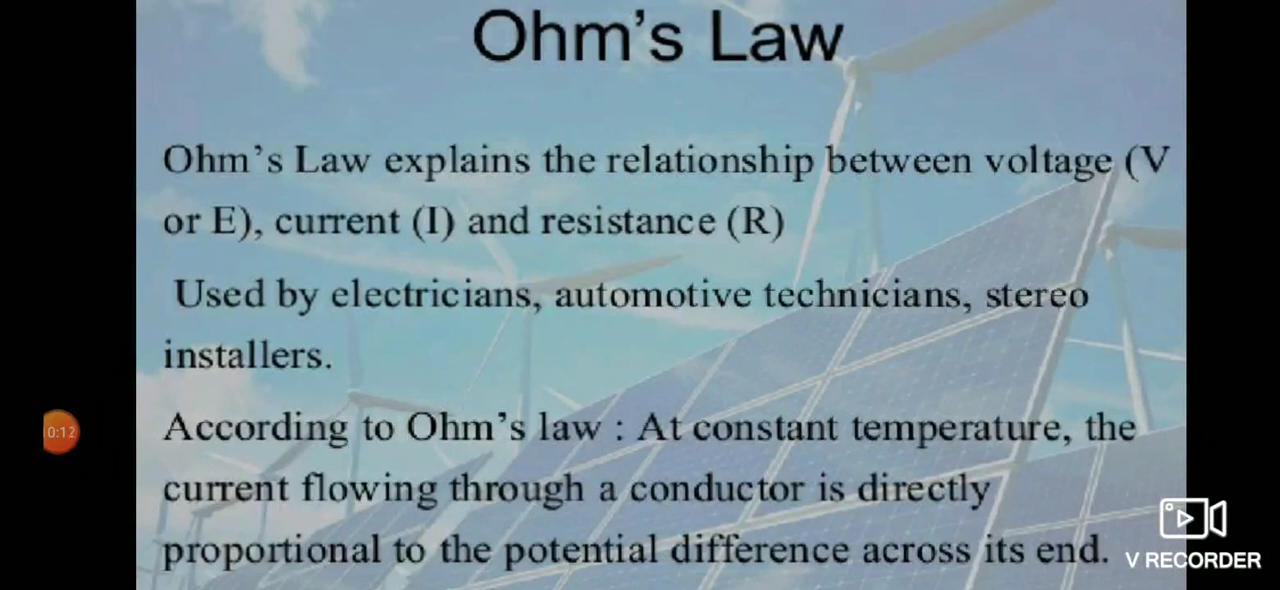 Ohm's Law
Ohm's Law explains the relationship between voltage (V
or E), current (I) and resistance (R)
Used by electricians, automotive technicians, stereo
installers.
According to Ohm's law : At constant temperature, the
current flowing through a conductor is directly
proportional to the potential difference across its end.
0:12
V RECORDER